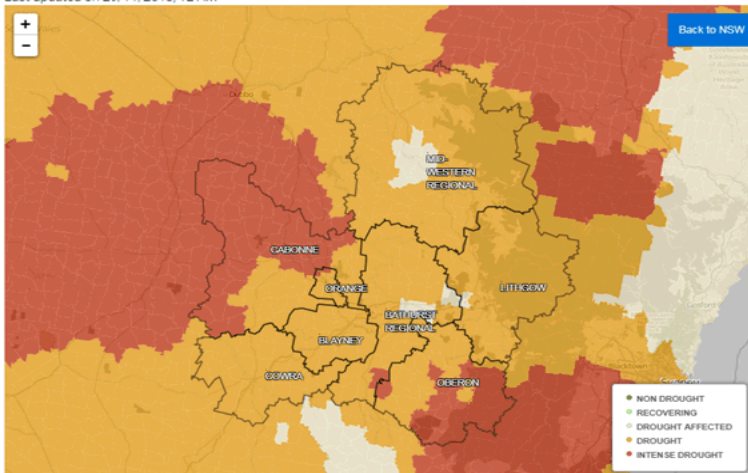 +
Back to NSW
−
Dubbo
MID-
WESTERN
REGIONAL
CABONNE
ORANGE
LITHGOW
BATHURST
REGIONAL
BLAYNEY
COWRA
OBERON
NON DROUGHT
RECOVERING
DROUGHT AFFECTED
DROUGHT
INTENSE DROUGHT